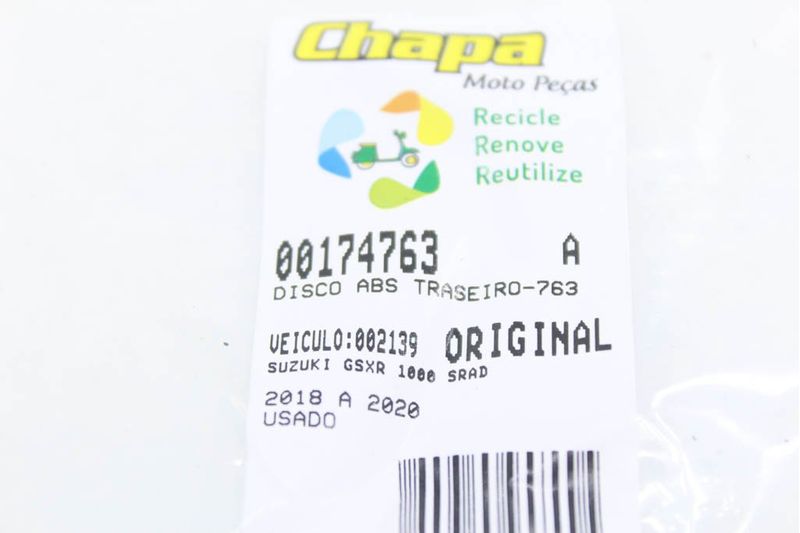 Chapa
Moto Peças
Recicle
Renove
Reutilize
00174763 A
DISCO ABS TRASEIRO-763
VEICULO:002139 ORIGINAL
SUZUKI GSXR 1000 SRAD
2018 A 2020
USADO